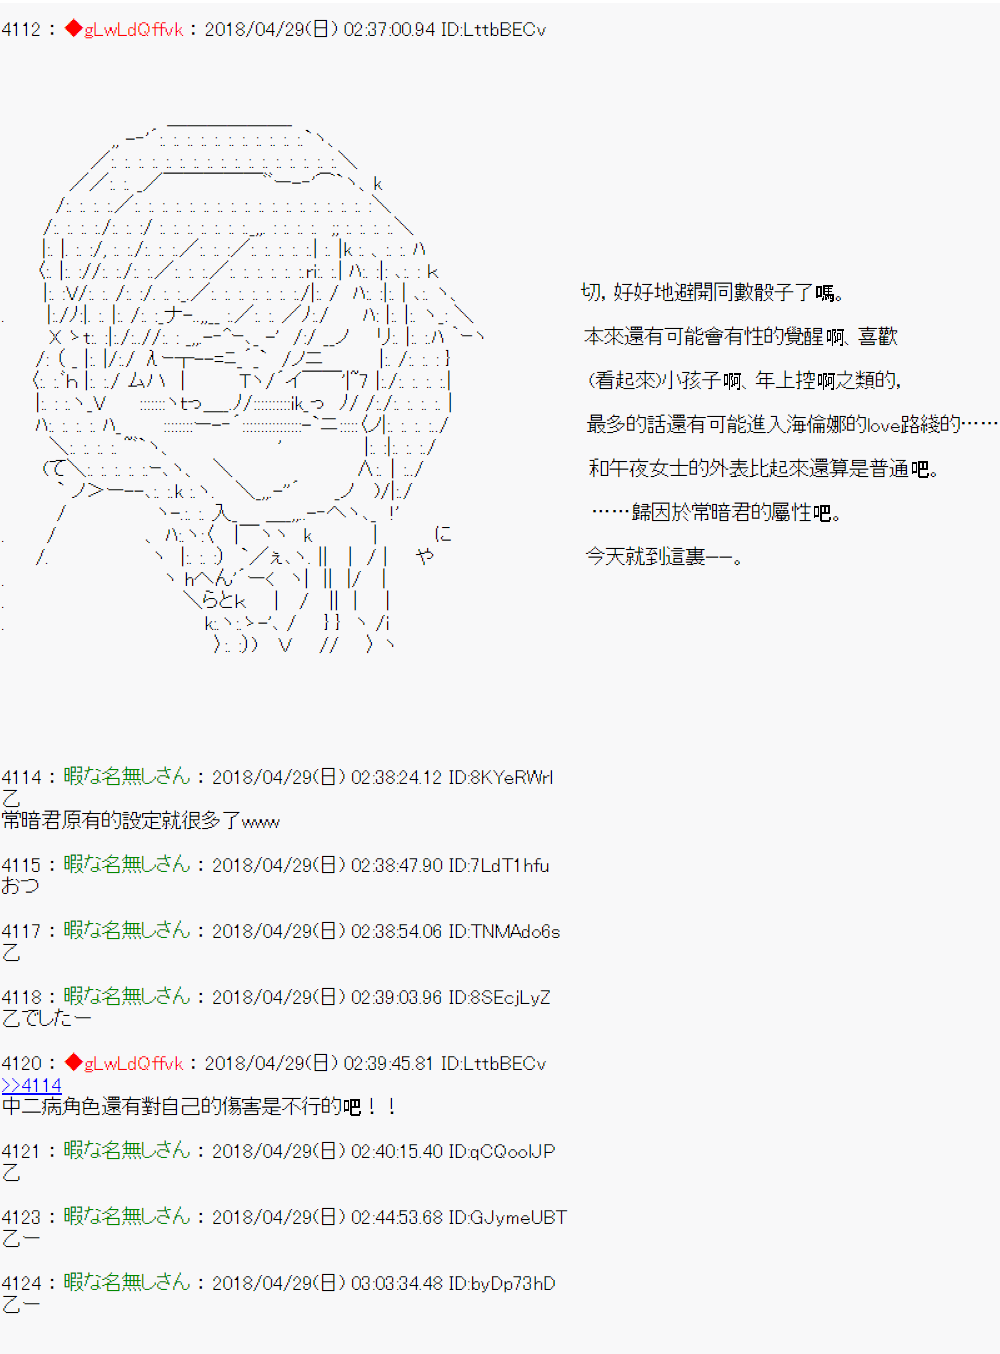 4112 : ◆gLwLdQffvk : 2018/04/29(日) 02:37:00.94 ID:LttbBECv
切，好好地避開同數骰子了嗎。
本來還有可能會有性的覺醒啊、喜歡
(看起來)小孩子啊、年上控啊之類的，
最多的話還有可能進入海倫娜的love路綫的……
和午夜女士的外表比起來還算是普通吧。
……歸因於常暗君的屬性吧。
今天就到這裏——。
4114 : 暇な名無しさん : 2018/04/29(日) 02:38:24.12 ID:8KYeRWrI
乙
常暗君原有的設定就很多了www
4115 : 暇な名無しさん : 2018/04/29(日) 02:38:47.90 ID:7LdT1hfu
おつ
4117 : 暇な名無しさん : 2018/04/29(日) 02:38:54.06 ID:TNMAdo6s
乙
4118 : 暇な名無しさん : 2018/04/29(日) 02:39:03.96 ID:8SEcjLyZ
乙でしたー
4120 : ◆gLwLdQffvk : 2018/04/29(日) 02:39:45.81 ID:LttbBECv
>>4114
中二病角色還有對自己的傷害是不行的吧！！
4121 : 暇な名無しさん : 2018/04/29(日) 02:40:15.40 ID:qCQooIJP
乙
4123 : 暇な名無しさん : 2018/04/29(日) 02:44:53.68 ID:GJymeUBT
乙ー
4124 : 暇な名無しさん : 2018/04/29(日) 03:03:34.48 ID:byDp73hD
乙ー